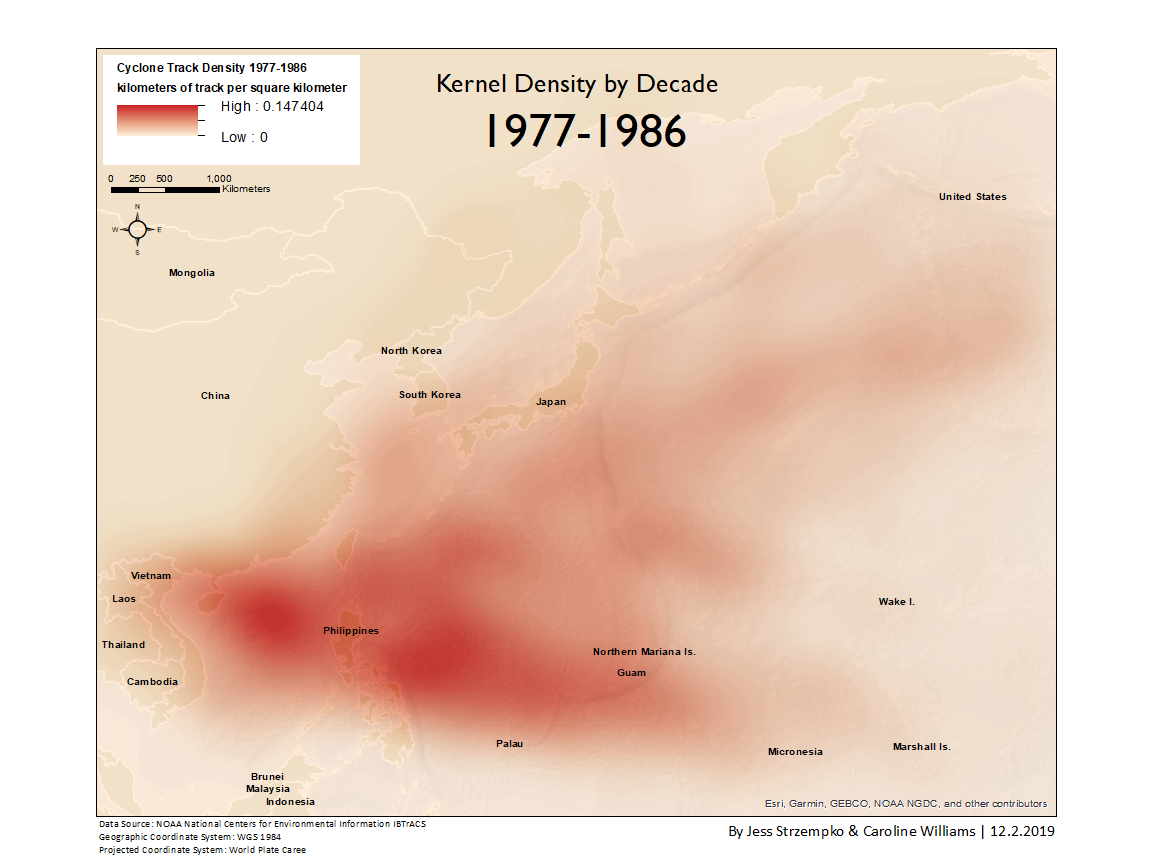 Cyclone Track Density 1977-1986
kilometers of track per square kilometer
High : 0.147404
Low : 0
Kernel Density by Decade
1977-1986
0 250 500 1,000
Kilometers
N
W E
S
United States
Mongolia
North Korea
South Korea
China
Japan
Vietnam
Laos
Wake I.
Philippines
Thailand
Northern Mariana Is.
Guam
Cambodia
Palau
Micronesia
Marshall Is.
Brunei
Malaysia
Indonesia
Esri, Garmin, GEBCO, NOAA NGDC, and other contributors
Data Source: NOAA National Centers for Environmental Information IBTrACS
Geographic Coordinate System: WGS 1984
Projected Coordinate System: World Plate Caree
By Jess Strzempko & Caroline Williams | 12.2.2019